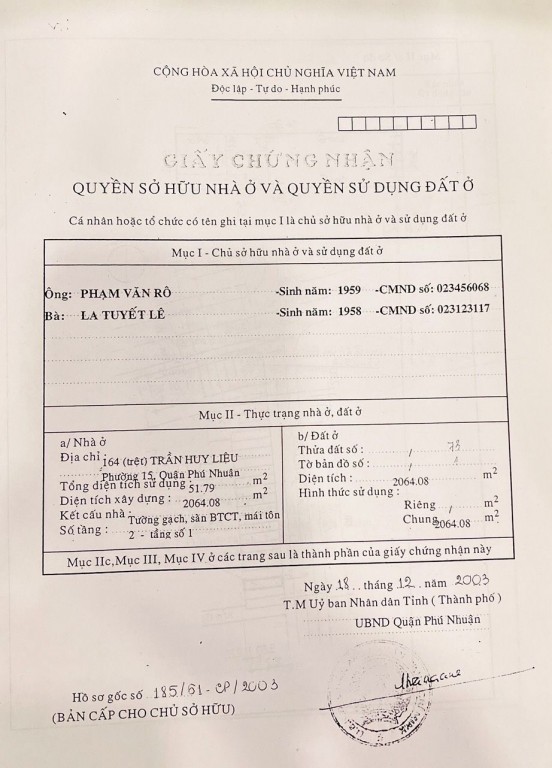 CỘNG HÒA XÃ HỘI CHỦ NGHĨA VIỆT NAM
Độc lập - Tự do - Hạnh phúc
GIẤY CHỨNG NHẬN
QUYỀN SỞ HỮU NHÀ Ở VÀ QUYỀN SỬ DỤNG ĐẤT Ở
Cá nhân hoặc tổ chức có tên ghi tại mục I là chủ sở hữu nhà ở và sử dụng đất ở
Mục I - Chủ sở hữu nhà ở và sử dụng đất ở
Ông: PHẠM VĂN RÔ -Sinh năm: 1959 -CMND số: 023456068
Bà: LA TUYẾT LÊ -Sinh năm: 1958 -CMND số: 023123117
Mục II - Thực trạng nhà ở, đất ở
a/ Nhà ở
Địa chỉ : 164 (trệt) TRẦN HUY LIỆU
Phường 15, Quận Phú Nhuận
Tổng diện tích sử dụng : 51.79 m2
Diện tích xây dựng : 2064.08 m2
Kết cấu nhà : Tường gạch, sàn BTCT, mái tôn
Số tầng : 2 - tầng số 1
b/ Đất ở
Thửa đất số : /
Tờ bản đồ số : /
Diện tích : 2064.08 m2
Hình thức sử dụng :
Riêng / m2
Chung 2064.08 m2
Mục IIc, Mục III, Mục IV ở các trang sau là thành phần của giấy chứng nhận này
Ngày 18 tháng 12 năm 2003
T.M Uỷ ban Nhân dân Tỉnh ( Thành phố )
UBND Quận Phú Nhuận
Hồ sơ gốc số 185/61 - CP/2003
(BẢN CẤP CHO CHỦ SỞ HỮU)